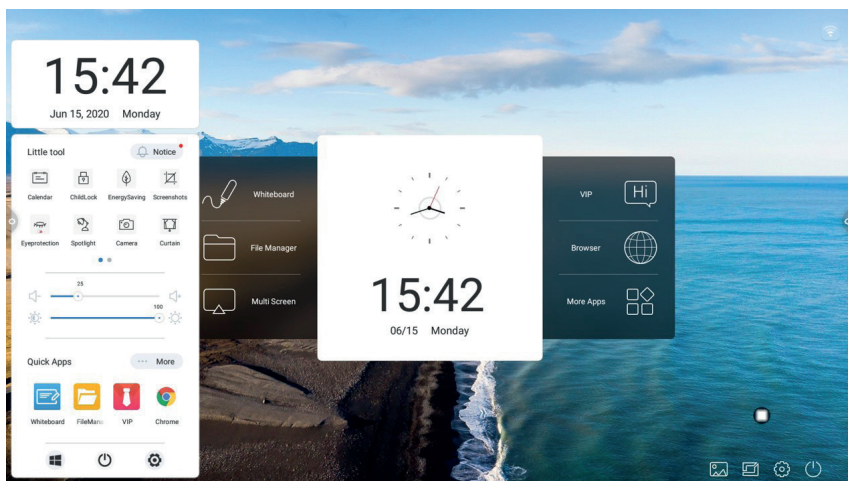 15:42
Jun 15, 2020 Monday
Little tool
Notice
Calendar ChildLock EnergySaving Screenshots
Eyeprotection Spotlight Camera Curtain
25
100
Quick Apps
More
Whiteboard FileMana VIP Chrome
Whiteboard
File Manager
Multi Screen
15:42
06/15 Monday
VIP
Hi
Browser
More Apps